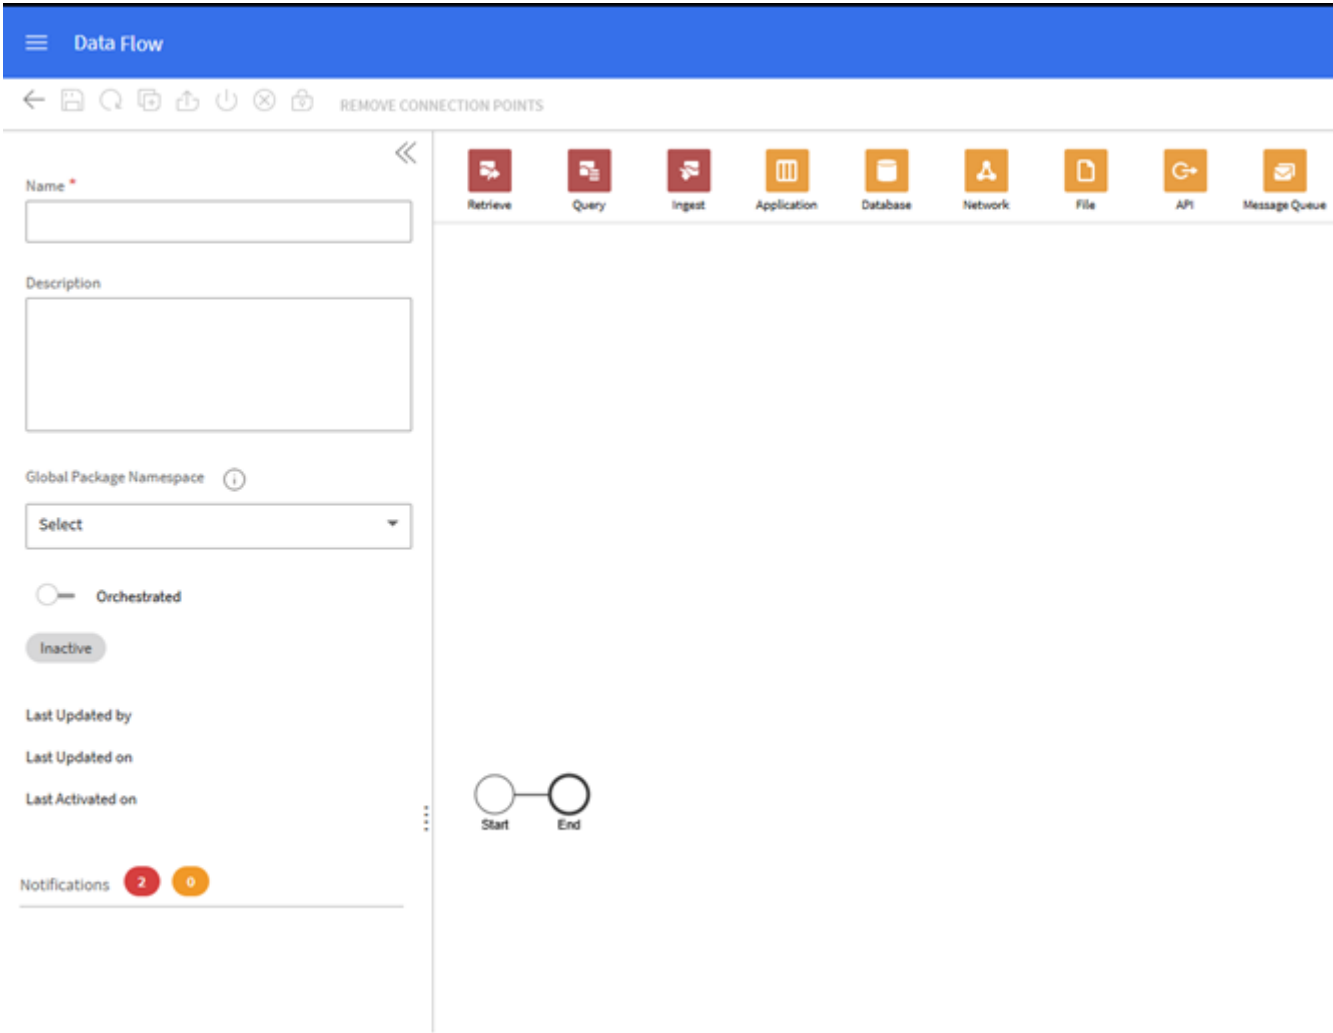 Data Flow
REMOVE CONNECTION POINTS
Name *
Description
Global Package Namespace
Select
Orchestrated
Inactive
Last Updated by
Last Updated on
Last Activated on
Notifications 2 0
Retrieve Query Ingest Application Database Network File API Message Queue
Start End